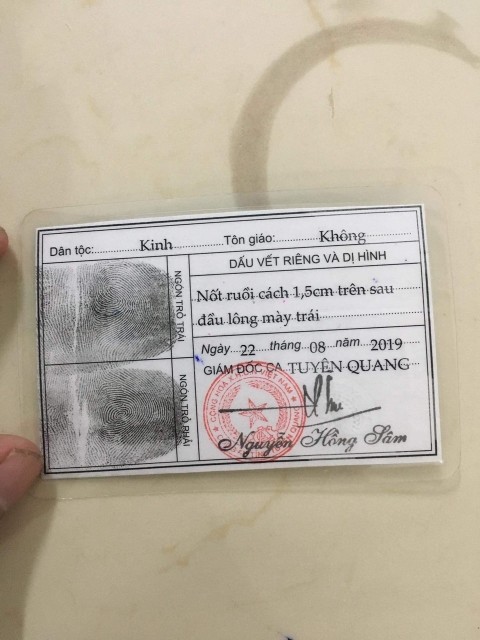 Dân tộc:........Kinh........Tôn giáo:........Không
DẤU VẾT RIÊNG VÀ DỊ HÌNH
NGÓN TRỎ TRÁI
Nốt ruồi cách 1,5cm trên sau
đầu lông mày trái
Ngày 22 tháng 08 năm 2019
GIÁM ĐỐC CA TUYÊN QUANG
NGÓN TRỎ PHẢI
Nguyễn Hồng Sâm